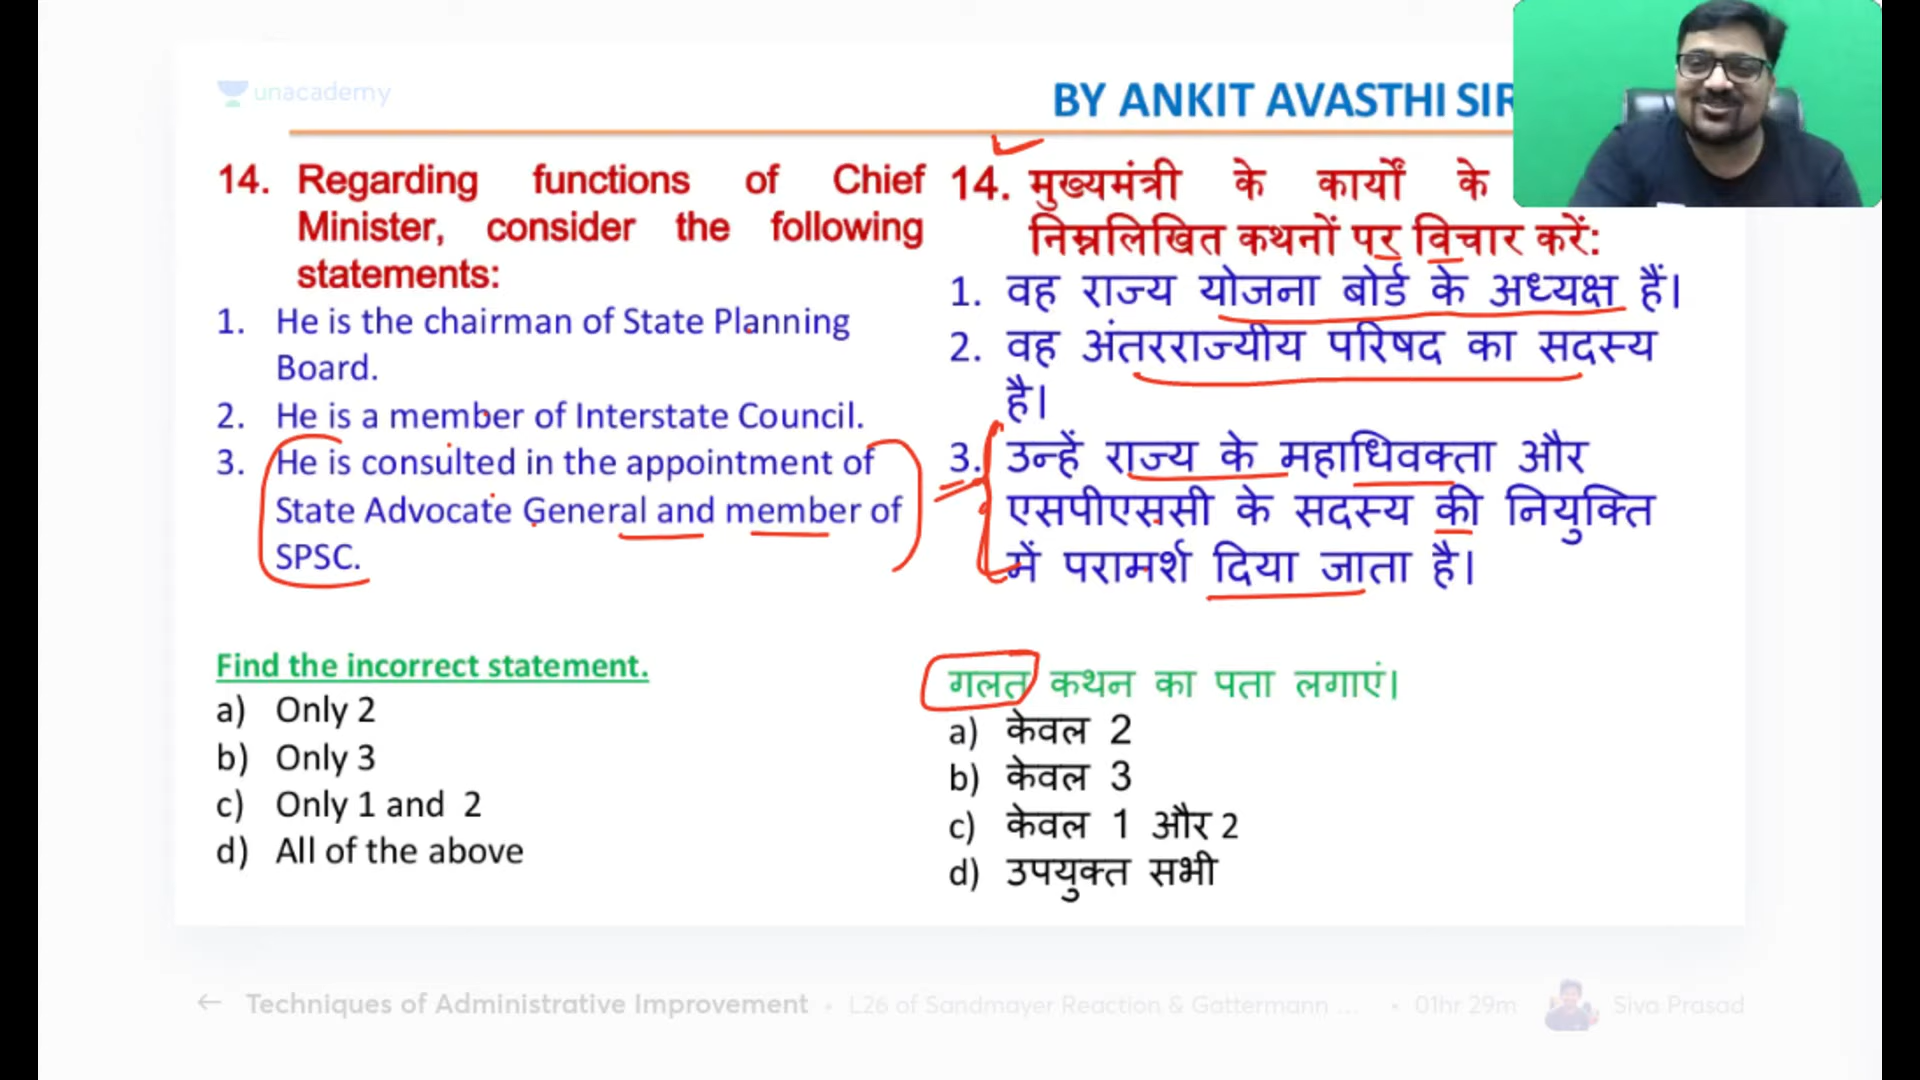 unacademy
BY ANKIT AVASTHI SIR
14. Regarding functions of Chief
Minister, consider the following
statements:
1. He is the chairman of State Planning
Board.
2. He is a member of Interstate Council.
3. He is consulted in the appointment of
State Advocate General and member of
SPSC.
Find the incorrect statement.
a) Only 2
b) Only 3
c) Only 1 and 2
d) All of the above
14. मुख्यमंत्री के कार्यों के
निम्नलिखित कथनों पर विचार करें:
1. वह राज्य योजना बोर्ड के अध्यक्ष हैं।
2. वह अंतरराज्यीय परिषद का सदस्य
है।
3. उन्हें राज्य के महाधिवक्ता और
एसपीएससी के सदस्य की नियुक्ति
में परामर्श दिया जाता है।
गलत कथन का पता लगाएं।
a) केवल 2
b) केवल 3
c) केवल 1 और 2
d) उपयुक्त सभी
← Techniques of Administrative Improvement • L26 of Sandmayer Reaction & Gattermann ... • 01hr 29m Siva Prasad